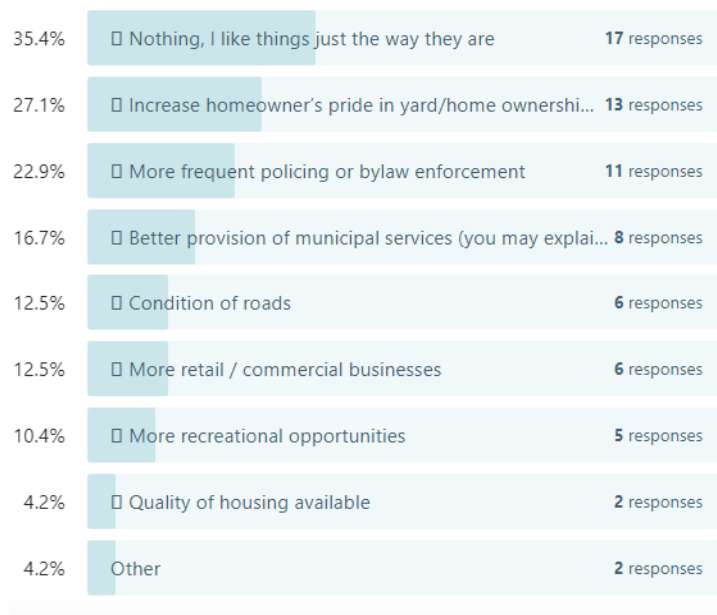 35.4% Nothing, I like things just the way they are 17 responses
27.1% Increase homeowner's pride in yard/home ownershi... 13 responses
22.9% More frequent policing or bylaw enforcement 11 responses
16.7% Better provision of municipal services (you may explai... 8 responses
12.5% Condition of roads 6 responses
12.5% More retail / commercial businesses 6 responses
10.4% More recreational opportunities 5 responses
4.2% Quality of housing available 2 responses
4.2% Other 2 responses